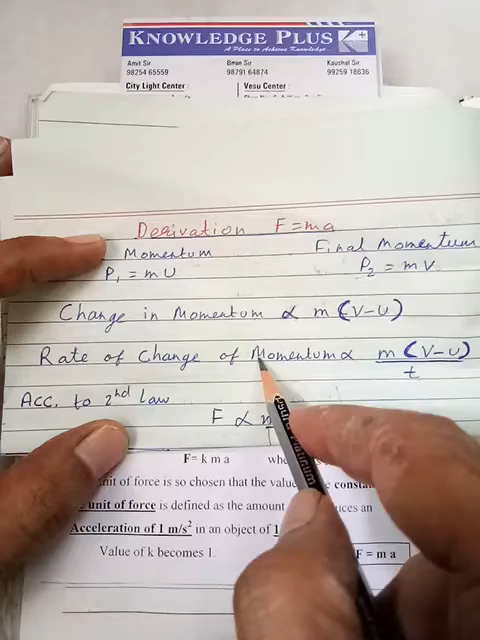 KNOWLEDGE PLUS
A Place to Achieve Knowledge...
Amit Sir Biren Sir Kaushal Sir
98254 65559 98791 64874 99259 18636
City Light Center : Vesu Center :
Derivation F=ma
Momentum Final Momentum
P₁ = mU P₂ = mV
Change in Momentum ∝ m(V-U)
Rate of Change of Momentum ∝ m(V-U)/t
Acc. to 2nd Law
F ∝ m
F= k m a
unit of force is so chosen that the value
unit of force is defined as the amount
Acceleration of 1 m/s² in an object of 1
Value of k becomes 1. F = m a